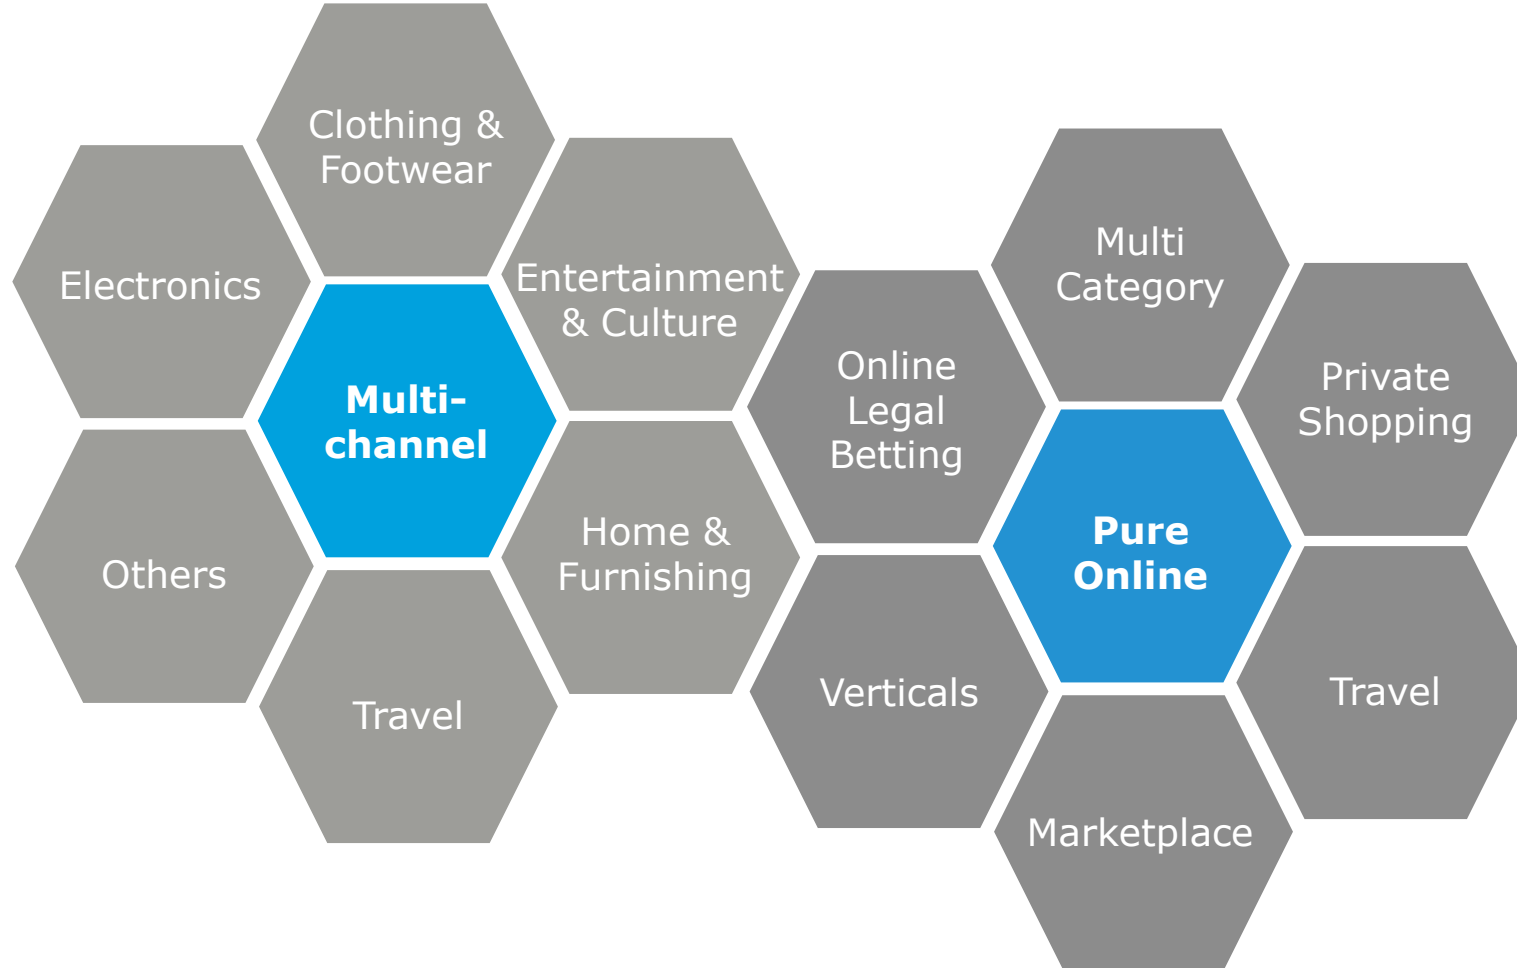 Clothing &
Footwear
Electronics
Entertainment
& Culture
Multi-
channel
Home &
Furnishing
Others
Travel
Multi
Category
Online
Legal
Betting
Private
Shopping
Pure
Online
Verticals
Travel
Marketplace